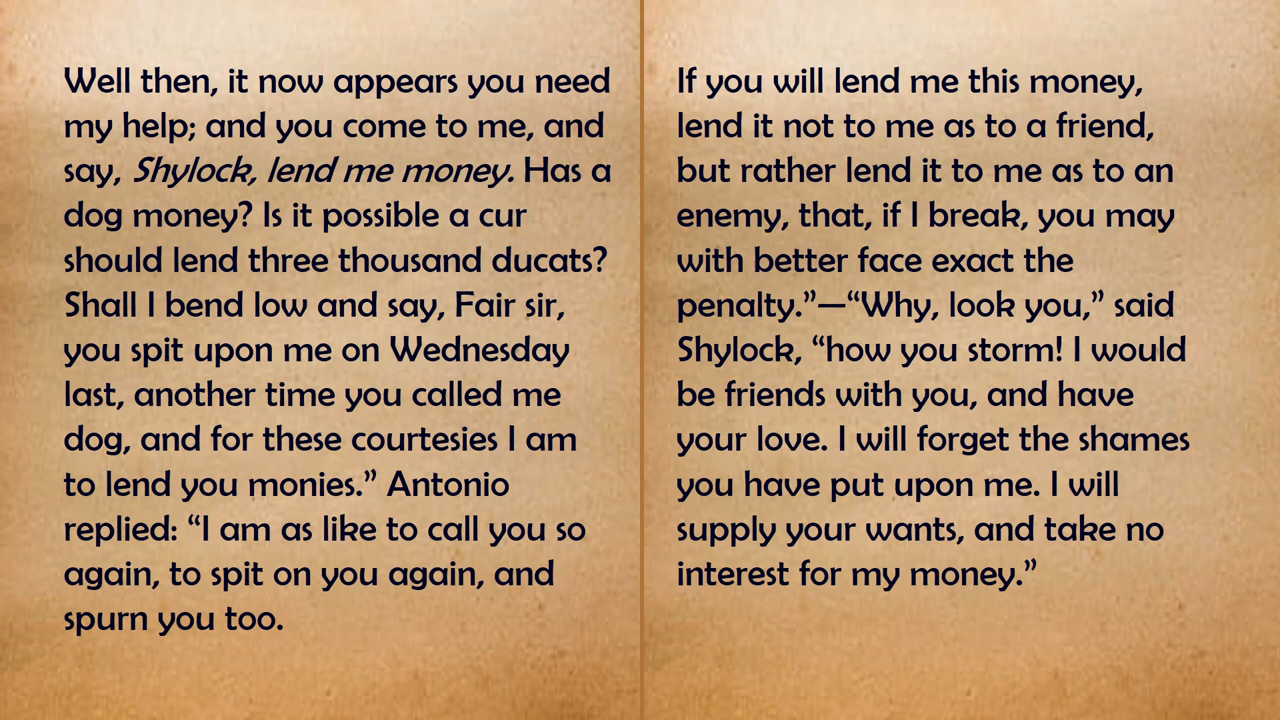 Well then, it now appears you need
my help; and you come to me, and
say, Shylock, lend me money. Has a
dog money? Is it possible a cur
should lend three thousand ducats?
Shall I bend low and say, Fair sir,
you spit upon me on Wednesday
last, another time you called me
dog, and for these courtesies I am
to lend you monies.” Antonio
replied: “I am as like to call you so
again, to spit on you again, and
spurn you too.
If you will lend me this money,
lend it not to me as to a friend,
but rather lend it to me as to an
enemy, that, if I break, you may
with better face exact the
penalty.”—“Why, look you,” said
Shylock, “how you storm! I would
be friends with you, and have
your love. I will forget the shames
you have put upon me. I will
supply your wants, and take no
interest for my money.”